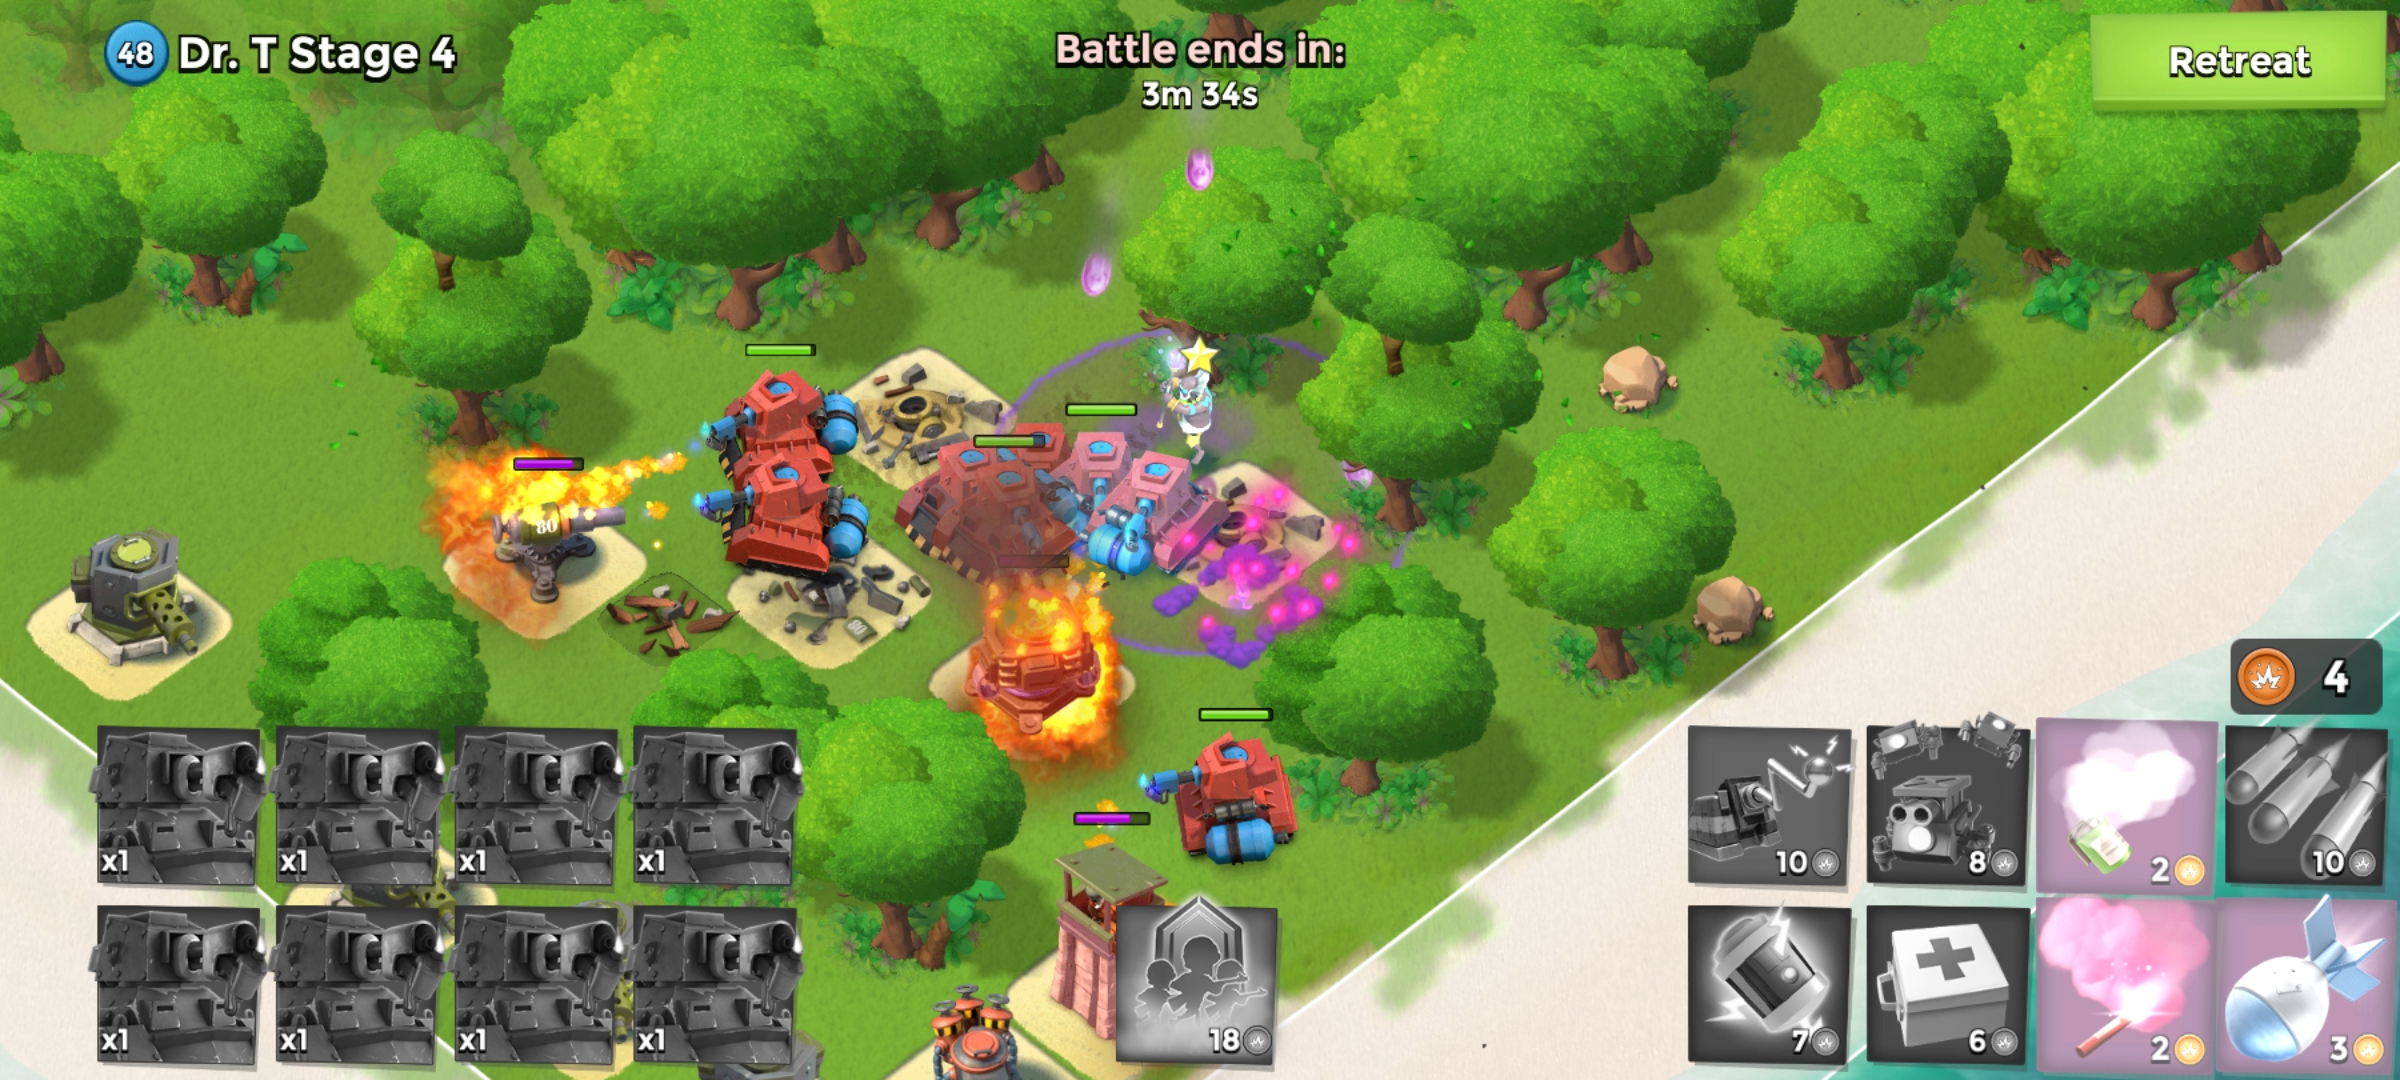 48 Dr. T Stage 4
Battle ends in:
3m 34s
Retreat
80
80
4
x1 x1 x1 x1
10 8 2 10
x1 x1 x1 x1
18
7 6 2 3